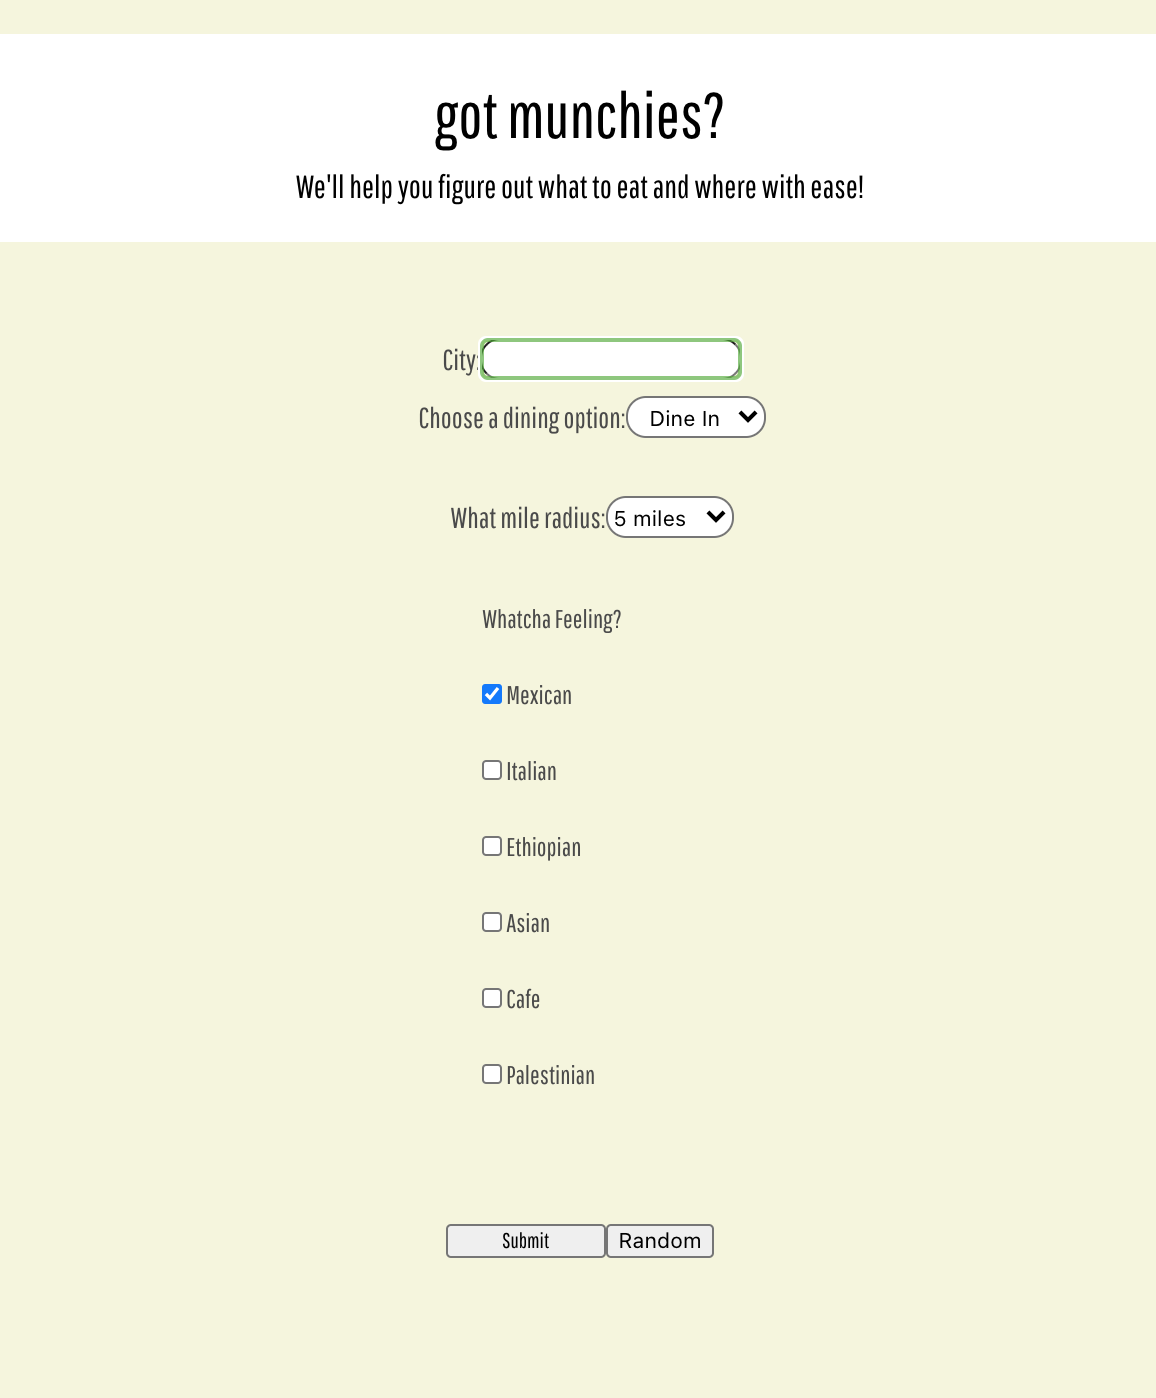 got munchies?
We'll help you figure out what to eat and where with ease!
City:
Choose a dining option: Dine In
What mile radius: 5 miles
Whatcha Feeling?
Mexican
Italian
Ethiopian
Asian
Cafe
Palestinian
Submit Random